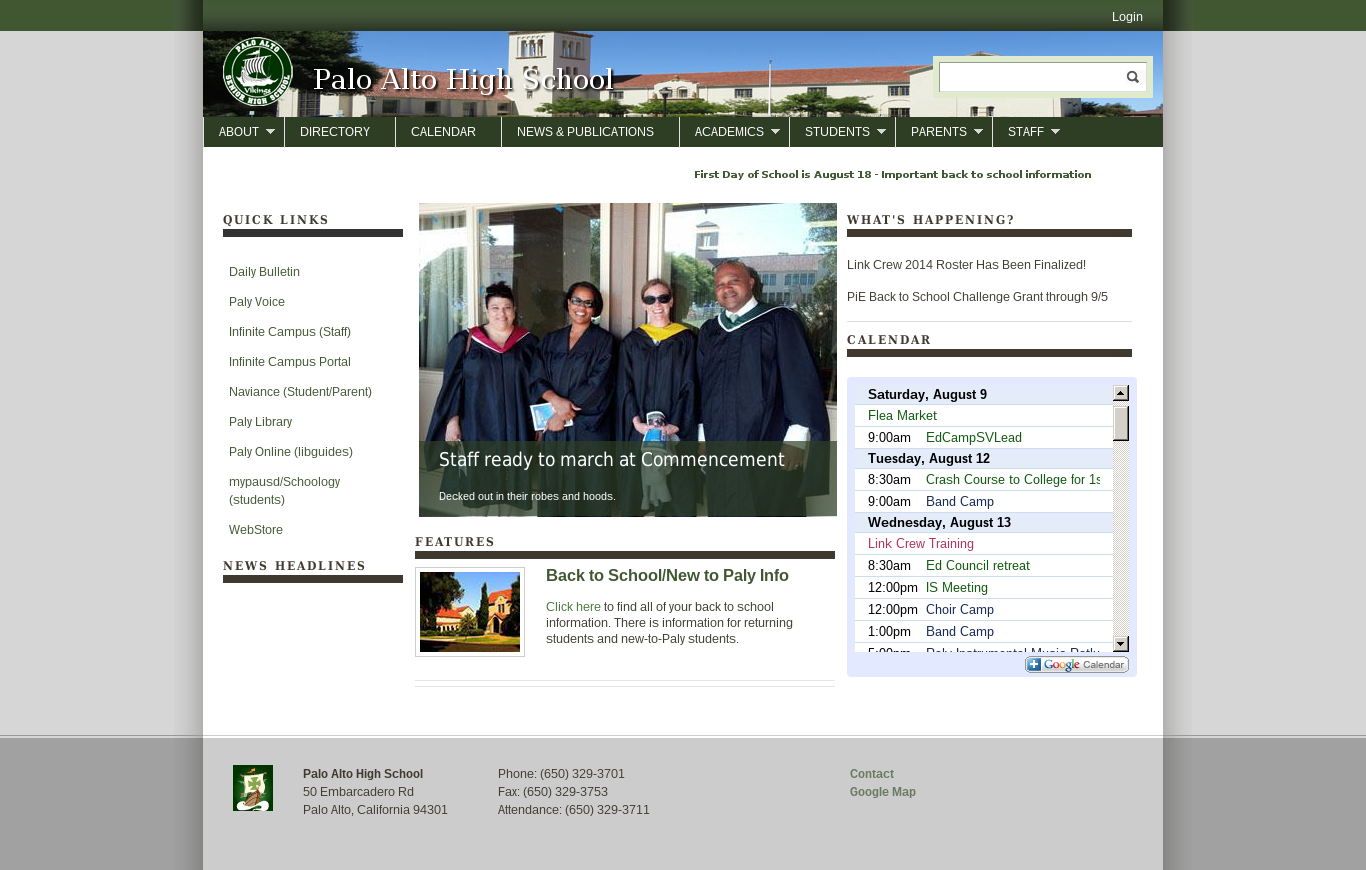 Login
PALO ALTO
Vikings
SENIOR HIGH SCHOOL
Palo Alto High School
ABOUT DIRECTORY CALENDAR NEWS & PUBLICATIONS ACADEMICS STUDENTS PARENTS STAFF
First Day of School is August 18 - Important back to school information
QUICK LINKS
Daily Bulletin
Paly Voice
Infinite Campus (Staff)
Infinite Campus Portal
Naviance (Student/Parent)
Paly Library
Paly Online (libguides)
mypausd/Schoology
(students)
WebStore
NEWS HEADLINES
Staff ready to march at Commencement
Decked out in their robes and hoods.
FEATURES
Back to School/New to Paly Info
Click here to find all of your back to school
information. There is information for returning
students and new-to-Paly students.
WHAT'S HAPPENING?
Link Crew 2014 Roster Has Been Finalized!
PiE Back to School Challenge Grant through 9/5
CALENDAR
Saturday, August 9
Flea Market
9:00am EdCampSVLead
Tuesday, August 12
8:30am Crash Course to College for 1s
9:00am Band Camp
Wednesday, August 13
Link Crew Training
8:30am Ed Council retreat
12:00pm IS Meeting
12:00pm Choir Camp
1:00pm Band Camp
Google Calendar
Palo Alto High School
50 Embarcadero Rd
Palo Alto, California 94301
Phone: (650) 329-3701
Fax: (650) 329-3753
Attendance: (650) 329-3711
Contact
Google Map